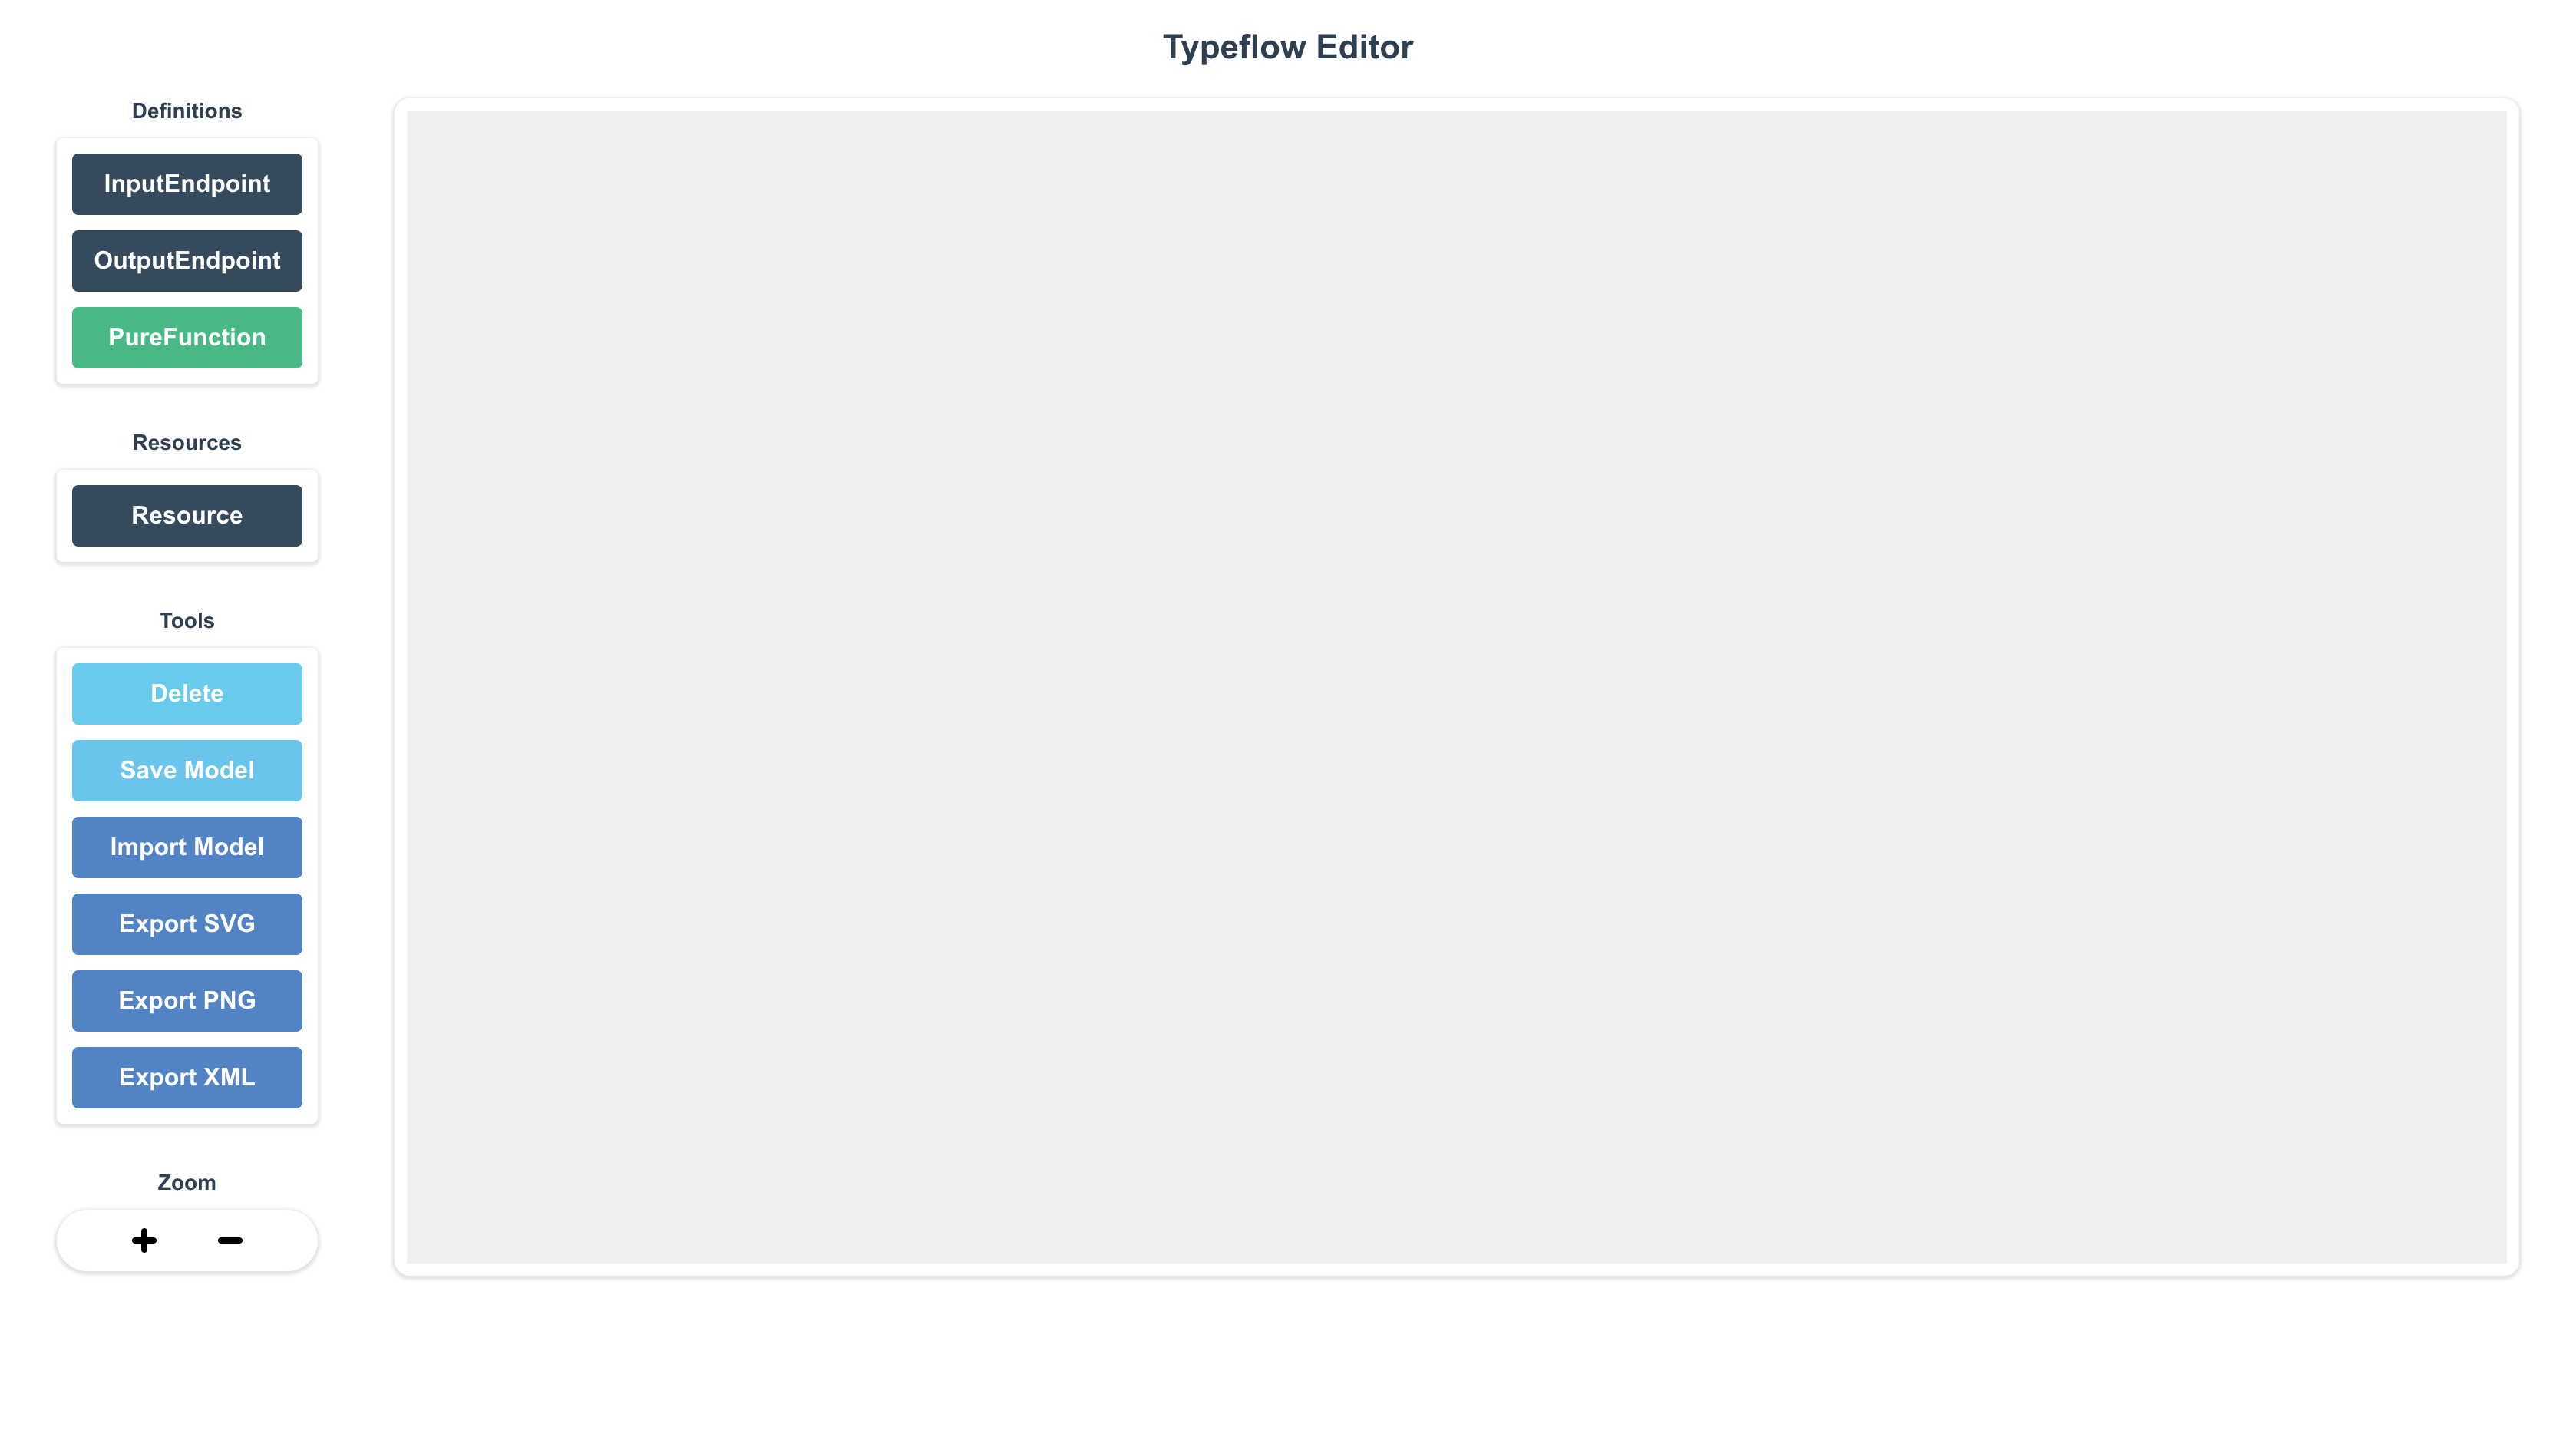 Typeflow Editor
Definitions
InputEndpoint
OutputEndpoint
PureFunction
Resources
Resource
Tools
Delete
Save Model
Import Model
Export SVG
Export PNG
Export XML
Zoom